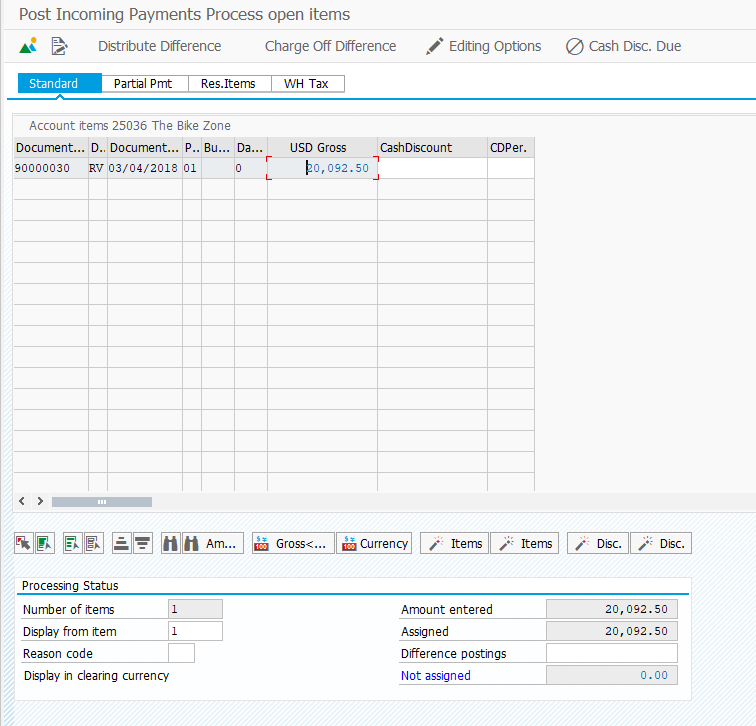 Post Incoming Payments Process open items
Distribute Difference Charge Off Difference Editing Options Cash Disc. Due
Standard Partial Pmt Res.Items WH Tax
Account items 25036 The Bike Zone
Document... D.. Document... P.. Bu... Da... USD Gross CashDiscount CDPer.
90000030 RV 03/04/2018 01 0 20,092.50
Am... Gross<... Currency Items Items Disc. Disc.
Processing Status
Number of items 1 Amount entered 20,092.50
Display from item 1 Assigned 20,092.50
Reason code Difference postings
Display in clearing currency Not assigned 0.00